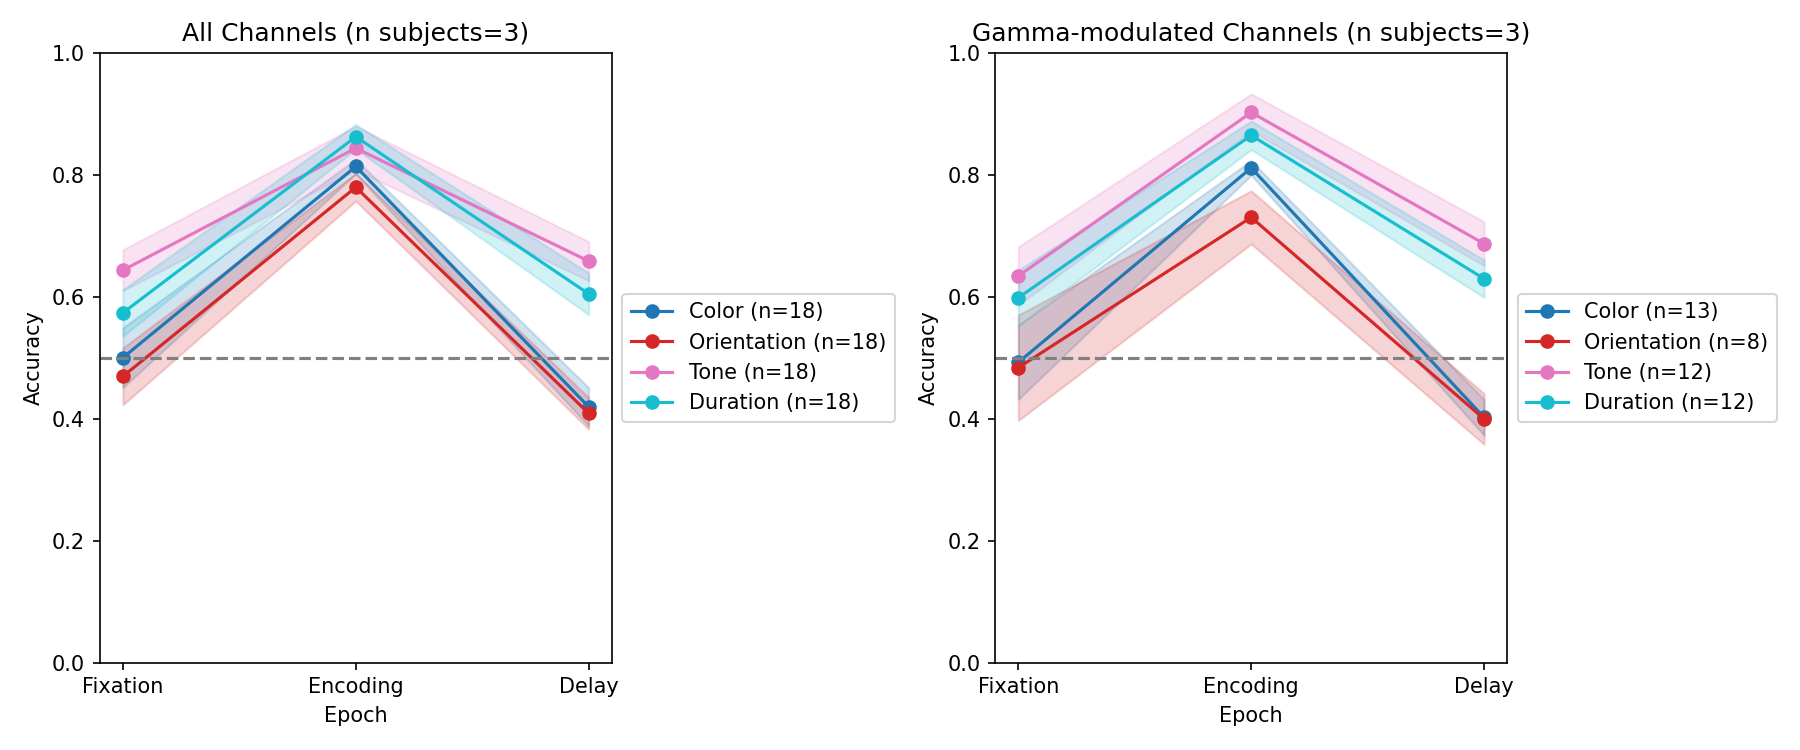 All Channels (n subjects=3)
1.0
0.8
0.6
0.4
0.2
0.0
Accuracy
Fixation Encoding Delay
Epoch
Color (n=18)
Orientation (n=18)
Tone (n=18)
Duration (n=18)
Gamma-modulated Channels (n subjects=3)
1.0
0.8
0.6
0.4
0.2
0.0
Accuracy
Fixation Encoding Delay
Epoch
Color (n=13)
Orientation (n=8)
Tone (n=12)
Duration (n=12)